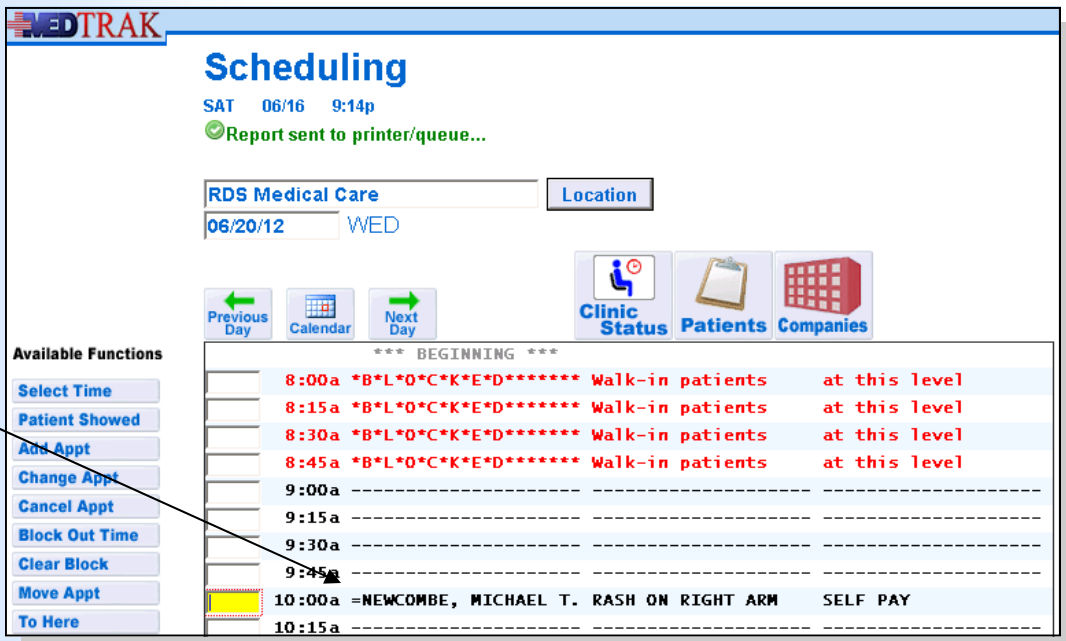 MEDTRAK
Scheduling
SAT 06/16 9:14p
Report sent to printer/queue...
RDS Medical Care Location
06/20/12 WED
Previous Day Calendar Next Day Clinic Status Patients Companies
Available Functions
*** BEGINNING ***
Select Time
8:00a *B*L*O*C*K*E*D******* Walk-in patients at this level
Patient Showed
8:15a *B*L*O*C*K*E*D******* Walk-in patients at this level
Add Appt
8:30a *B*L*O*C*K*E*D******* Walk-in patients at this level
Change Appt
8:45a *B*L*O*C*K*E*D******* Walk-in patients at this level
Cancel Appt
9:00a --------------------- -------------------- --------------------
Block Out Time
9:15a --------------------- -------------------- --------------------
Clear Block
9:30a --------------------- -------------------- --------------------
9:45a --------------------- -------------------- --------------------
Move Appt
10:00a =NEWCOMBE, MICHAEL T. RASH ON RIGHT ARM SELF PAY
To Here
10:15a --------------------- -------------------- --------------------